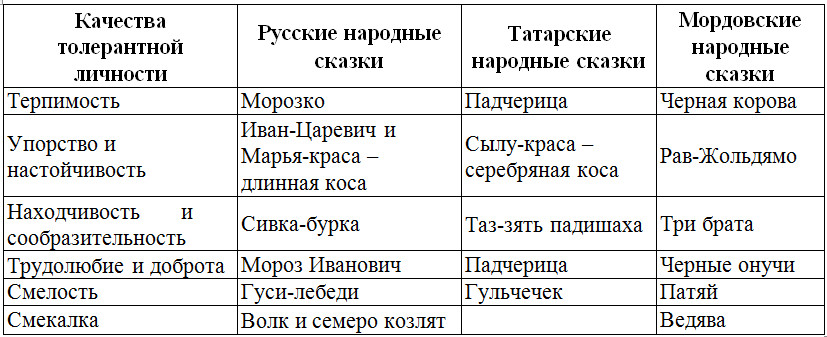 Качества толерантной личности | Русские народные сказки | Татарские народные сказки | Мордовские народные сказки
Терпимость | Морозко | Падчерица | Черная корова
Упорство и настойчивость | Иван-Царевич и Марья-краса – длинная коса | Сылу-краса – серебряная коса | Рав-Жольдямо
Находчивость и сообразительность | Сивка-бурка | Таз-зять падишаха | Три брата
Трудолюбие и доброта | Мороз Иванович | Падчерица | Черные онучи
Смелость | Гуси-лебеди | Гульчечек | Патяй
Смекалка | Волк и семеро козлят | | Ведява